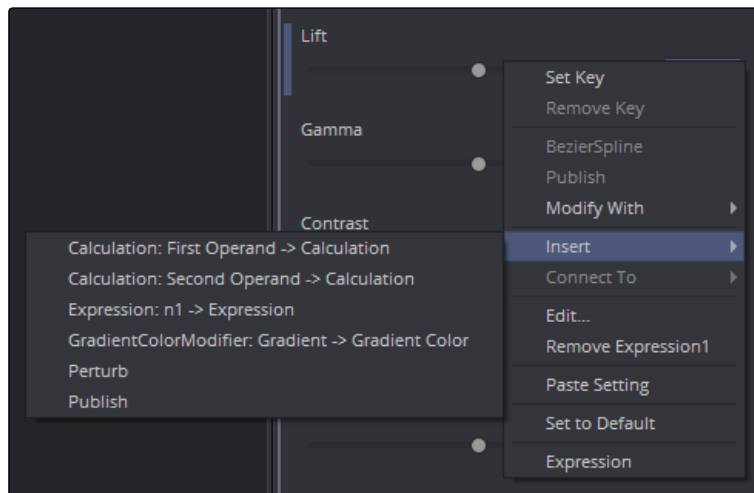 Lift
Gamma
Contrast
Set Key
Remove Key
BezierSpline
Publish
Modify With
Insert
Connect To
Edit...
Remove Expression1
Paste Setting
Set to Default
Expression
Calculation: First Operand -> Calculation
Calculation: Second Operand -> Calculation
Expression: n1 -> Expression
GradientColorModifier: Gradient -> Gradient Color
Perturb
Publish